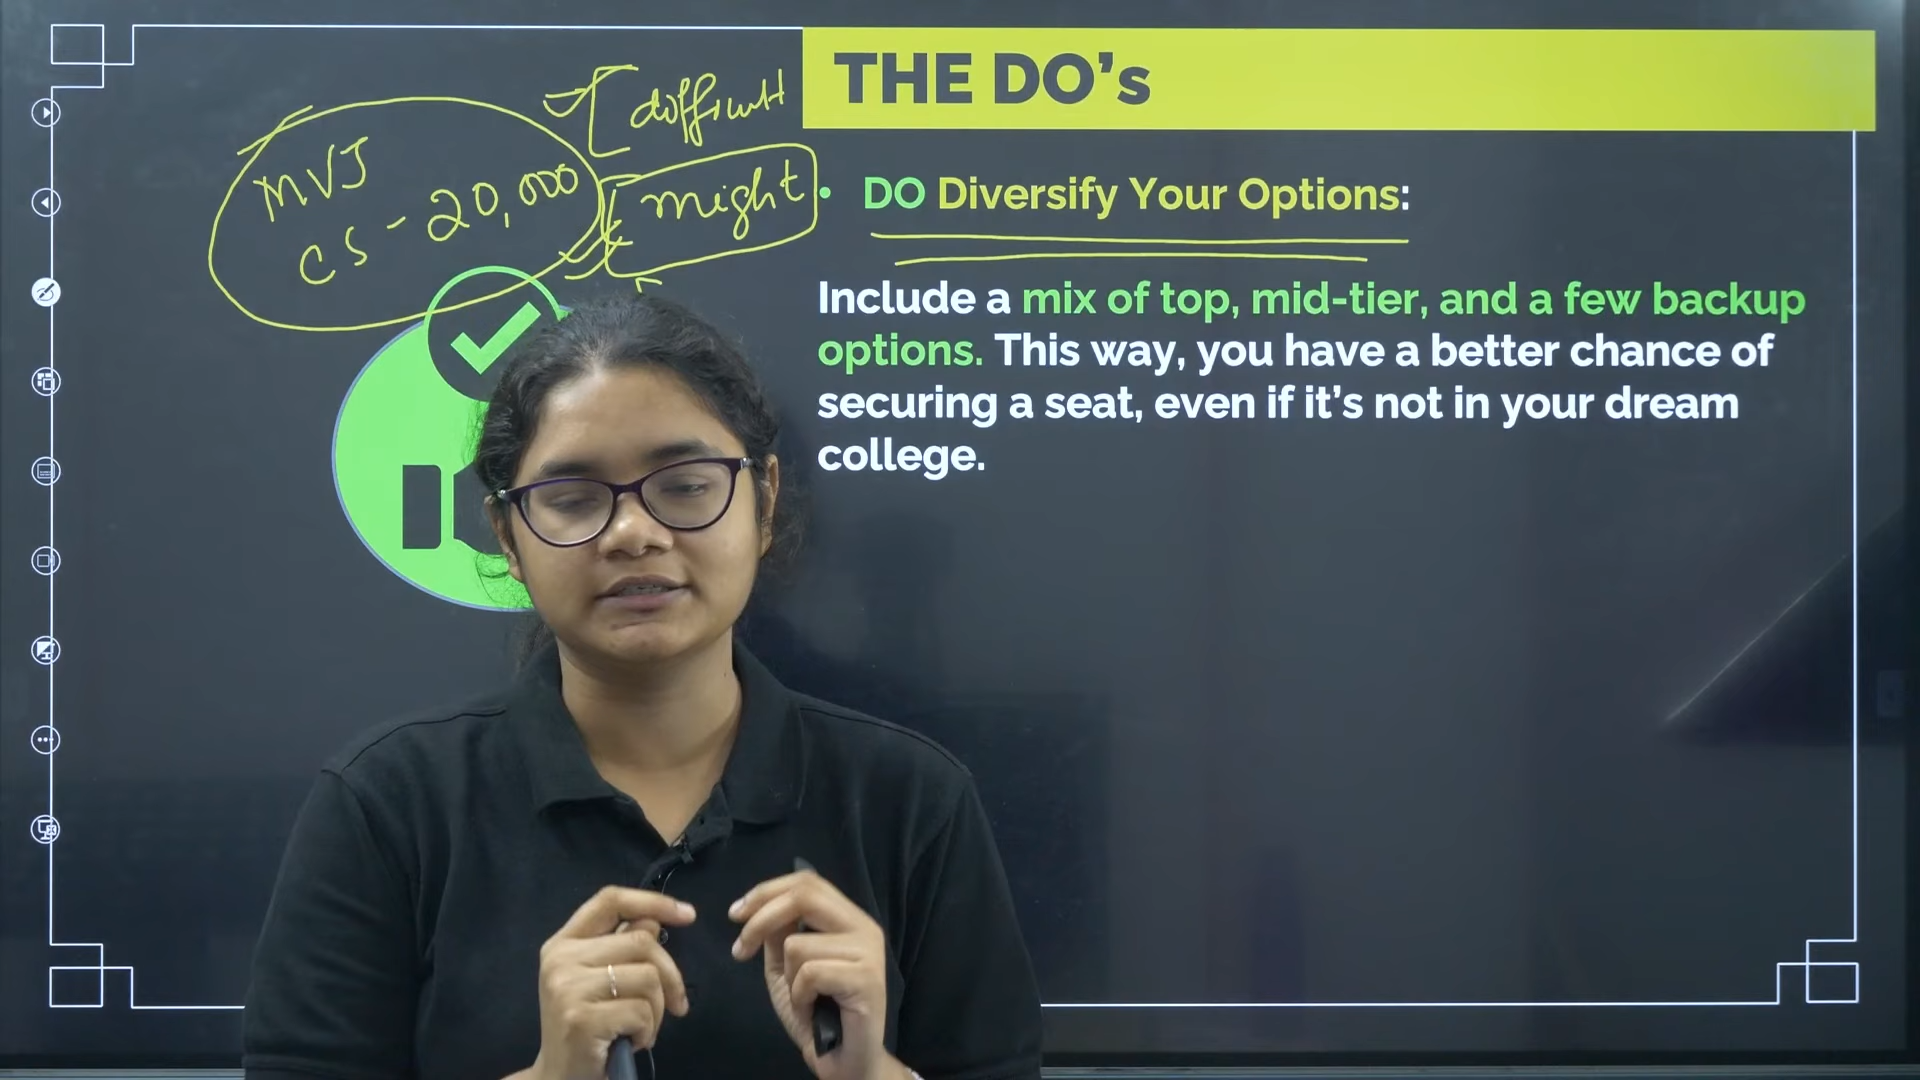 THE DO's
difficult
MVJ
CS - 20,000
might
• DO Diversify Your Options:
Include a mix of top, mid-tier, and a few backup
options. This way, you have a better chance of
securing a seat, even if it's not in your dream
college.